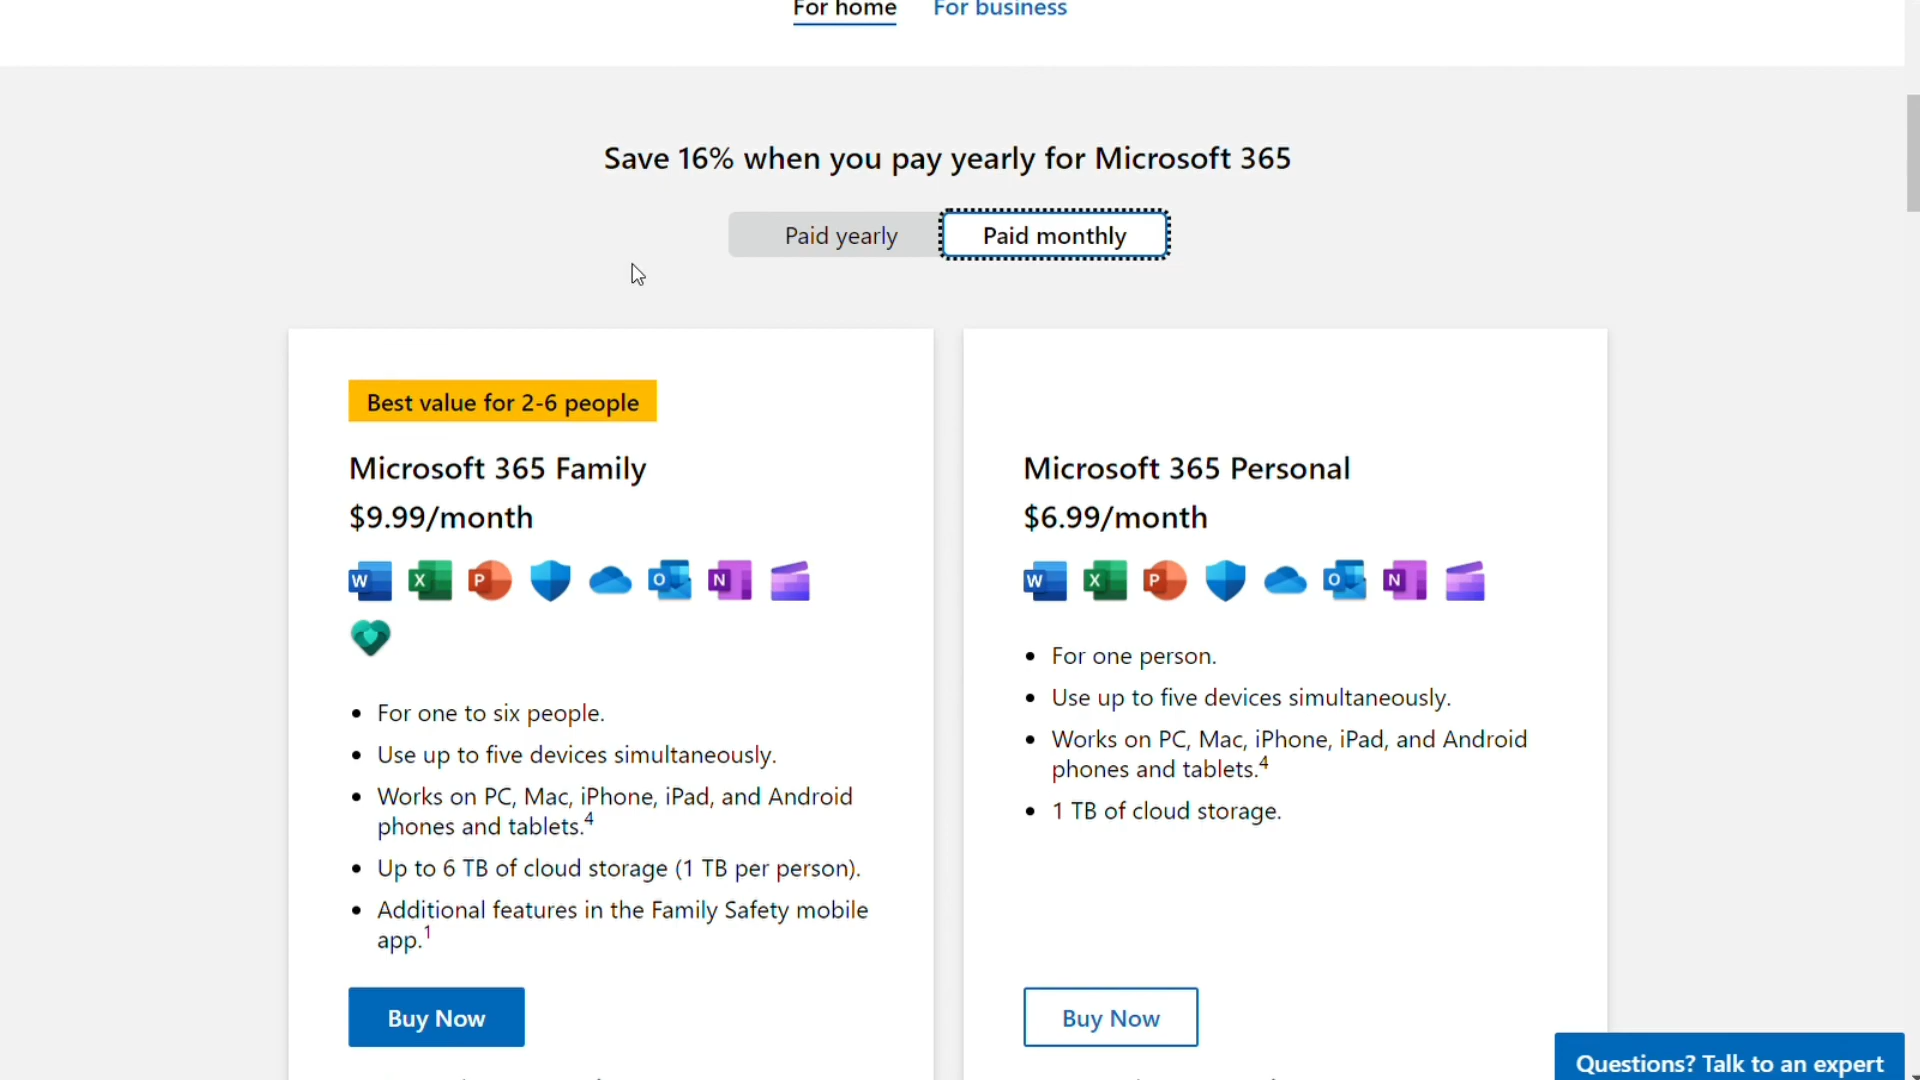 For home For business
Save 16% when you pay yearly for Microsoft 365
Paid yearly Paid monthly
Best value for 2-6 people
Microsoft 365 Family
$9.99/month
W X P O N
• For one to six people.
• Use up to five devices simultaneously.
• Works on PC, Mac, iPhone, iPad, and Android
phones and tablets.4
• Up to 6 TB of cloud storage (1 TB per person).
• Additional features in the Family Safety mobile
app.1
Buy Now
Microsoft 365 Personal
$6.99/month
W X P O N
• For one person.
• Use up to five devices simultaneously.
• Works on PC, Mac, iPhone, iPad, and Android
phones and tablets.4
• 1 TB of cloud storage.
Buy Now
Questions? Talk to an expert